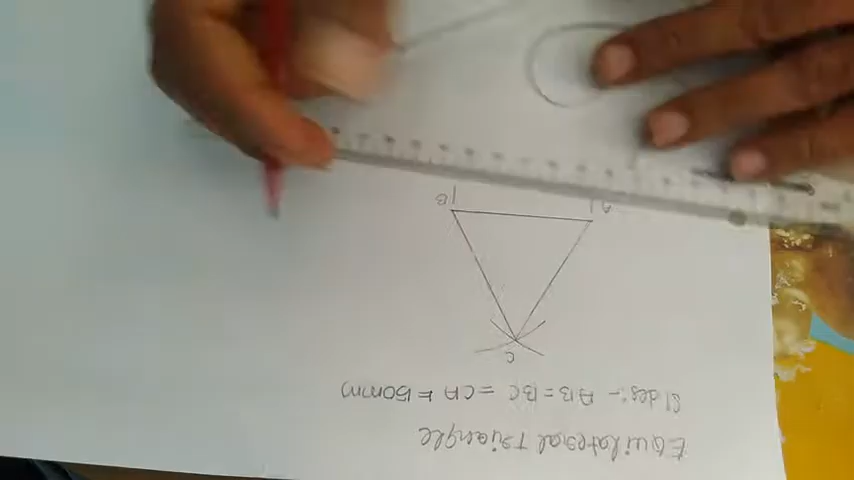 Equilateral Triangle
Sides:- AB = BC = CA = 50mm
C
B